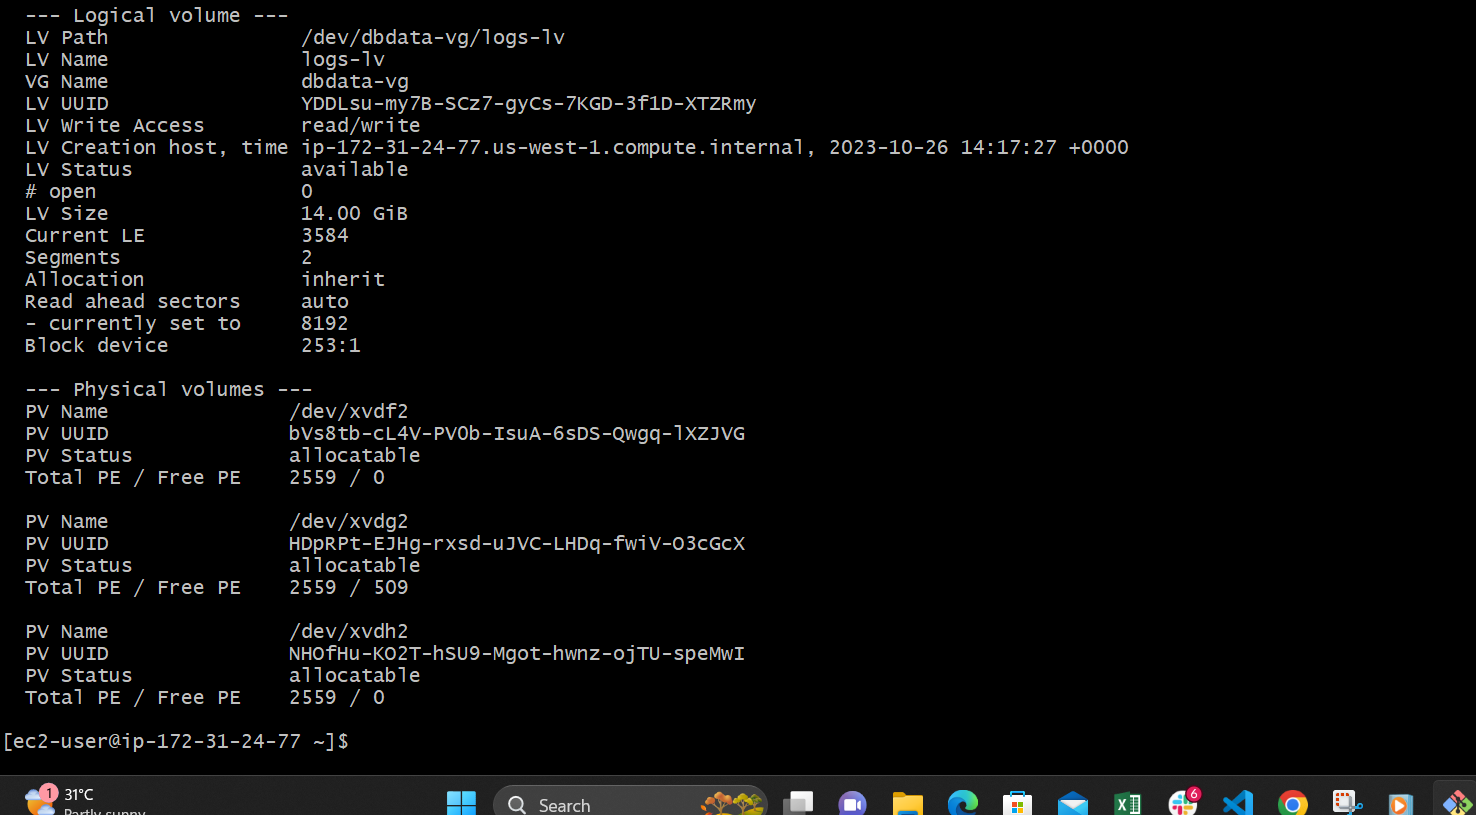 --- Logical volume ---
LV Path                /dev/dbdata-vg/logs-lv
LV Name                logs-lv
VG Name                dbdata-vg
LV UUID                YDDLsu-my7B-SCz7-gyCs-7KGD-3f1D-XTZRmy
LV Write Access        read/write
LV Creation host, time ip-172-31-24-77.us-west-1.compute.internal, 2023-10-26 14:17:27 +0000
LV Status              available
# open                 0
LV Size                14.00 GiB
Current LE             3584
Segments               2
Allocation             inherit
Read ahead sectors     auto
- currently set to     8192
Block device           253:1
--- Physical volumes ---
PV Name               /dev/xvdf2
PV UUID               bVs8tb-cL4V-PV0b-IsuA-6sDS-Qwgq-lXZJVG
PV Status             allocatable
Total PE / Free PE    2559 / 0
PV Name               /dev/xvdg2
PV UUID               HDpRPt-EJHg-rxsd-uJVC-LHDq-fwiV-O3cGcX
PV Status             allocatable
Total PE / Free PE    2559 / 509
PV Name               /dev/xvdh2
PV UUID               NHOfHu-KO2T-hSU9-Mgot-hwnz-ojTU-speMwI
PV Status             allocatable
Total PE / Free PE    2559 / 0
[ec2-user@ip-172-31-24-77 ~]$
1
31°C
Partly sunny
Search
6